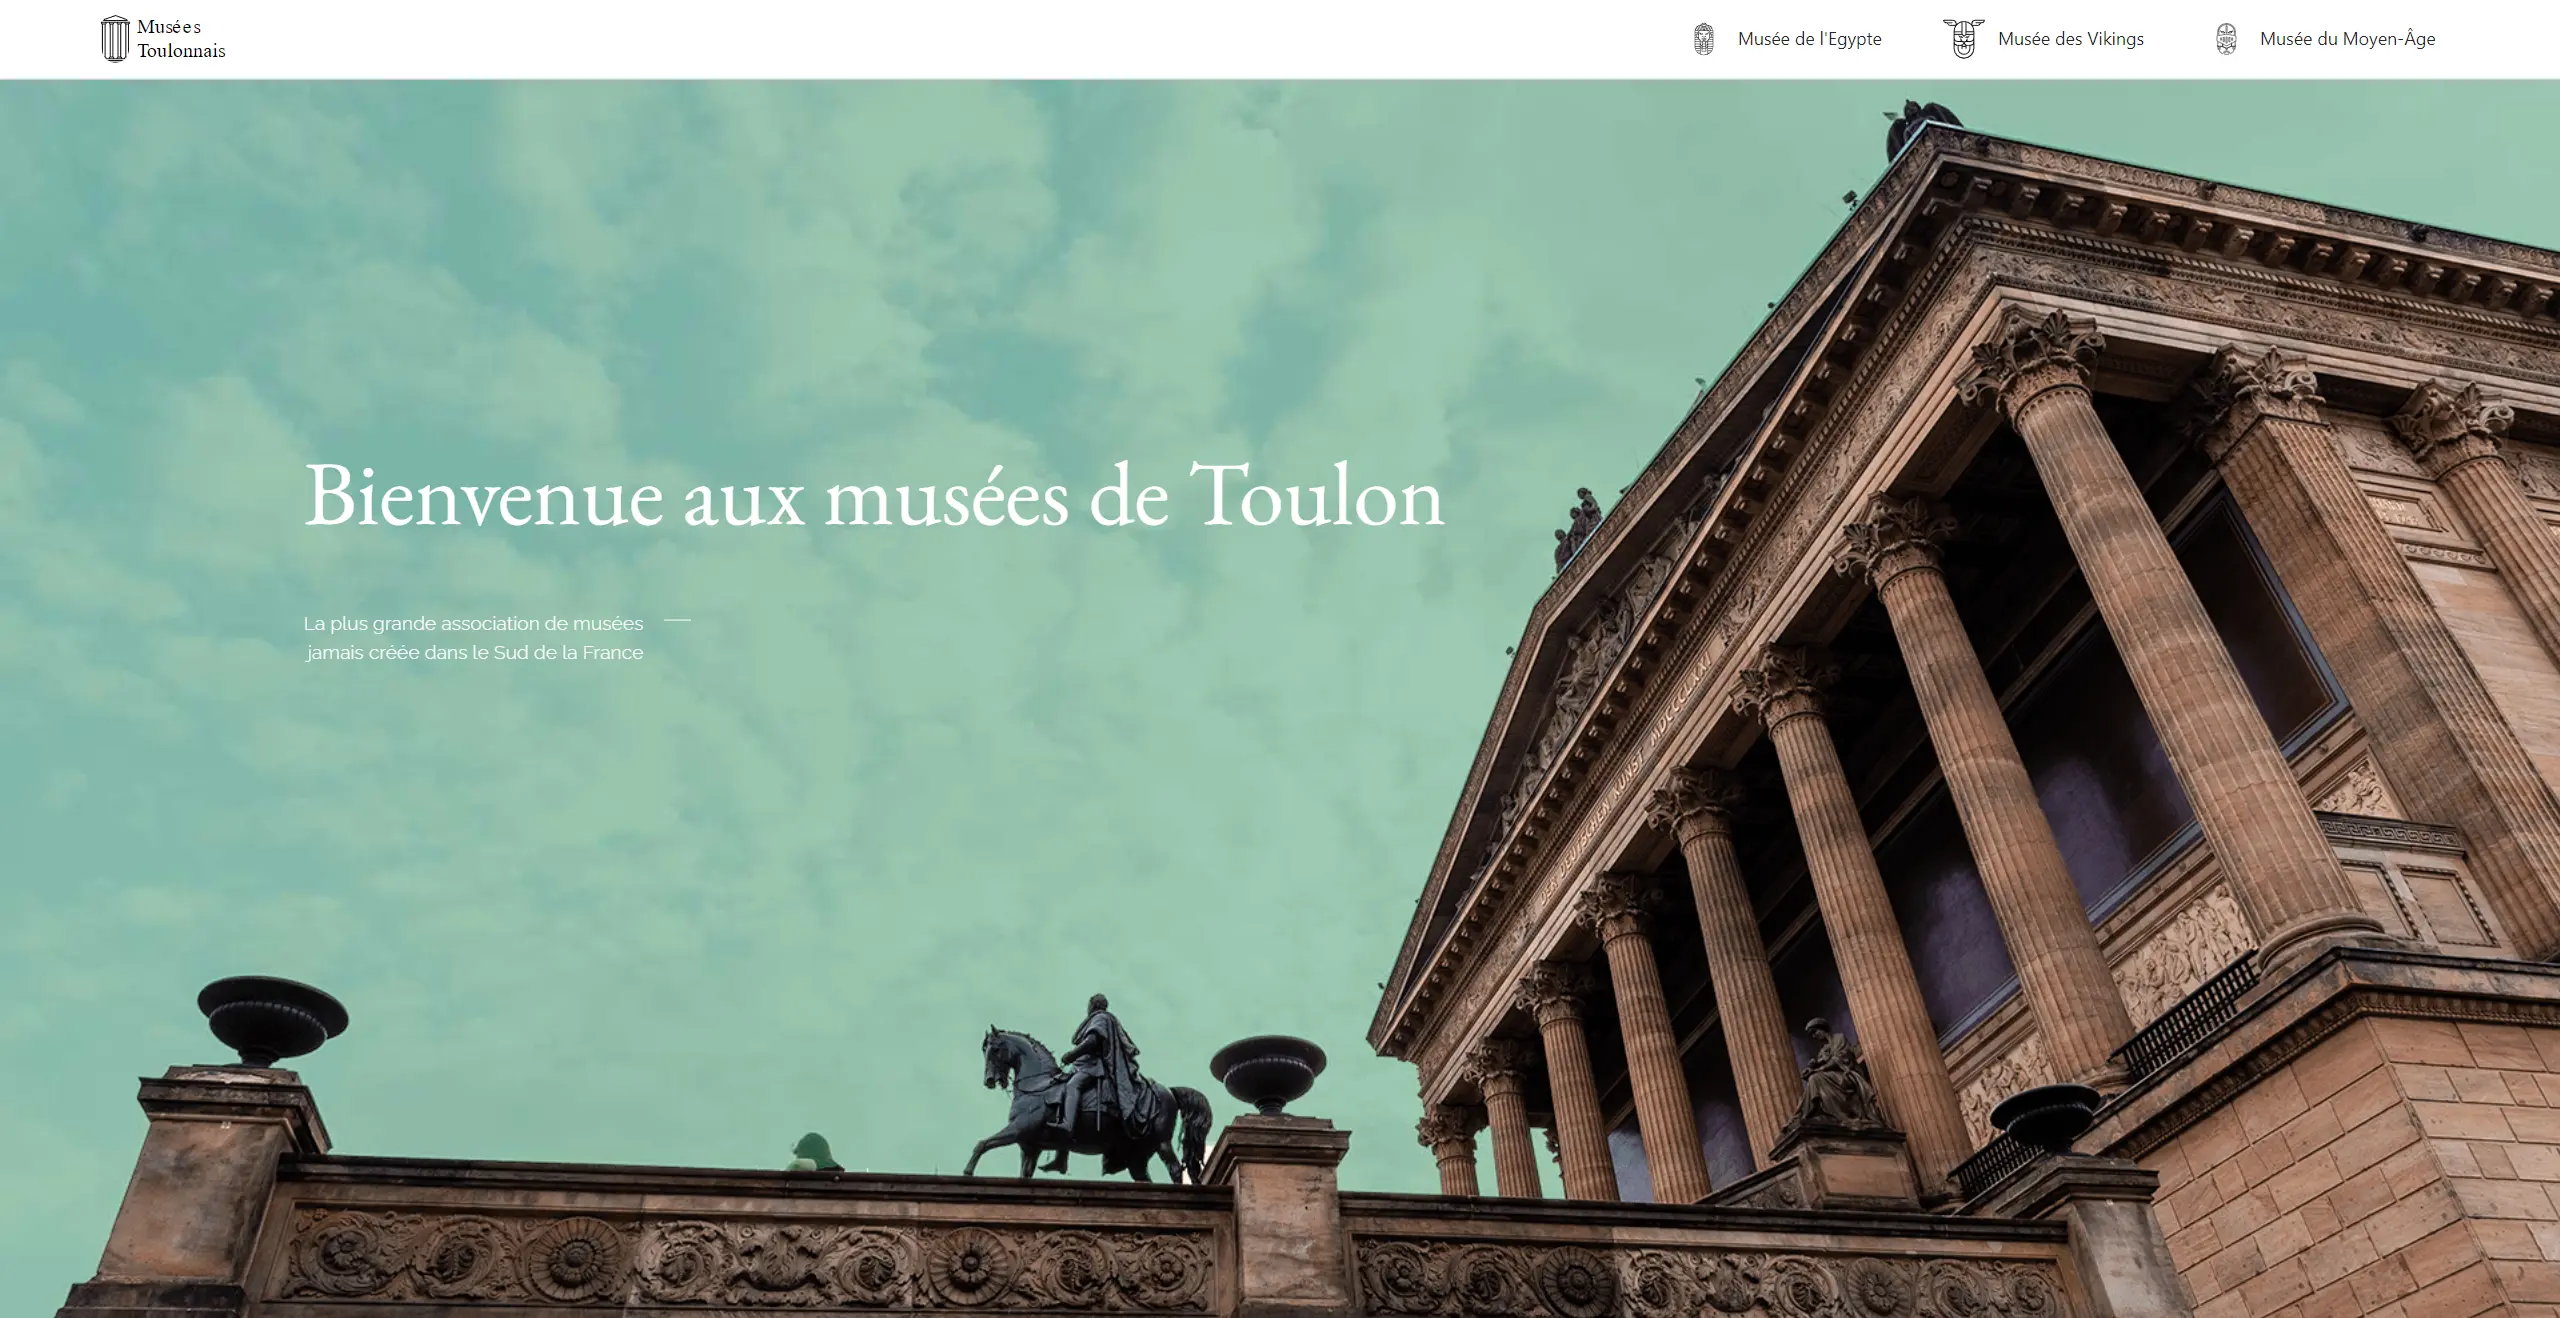 Musées
Toulonnais
Musée de l'Egypte
Musée des Vikings
Musée du Moyen-Âge
Bienvenue aux musées de Toulon
La plus grande association de musées
jamais créée dans le Sud de la France
DER DEUTSCHEN KUNST MDCCCLXXI